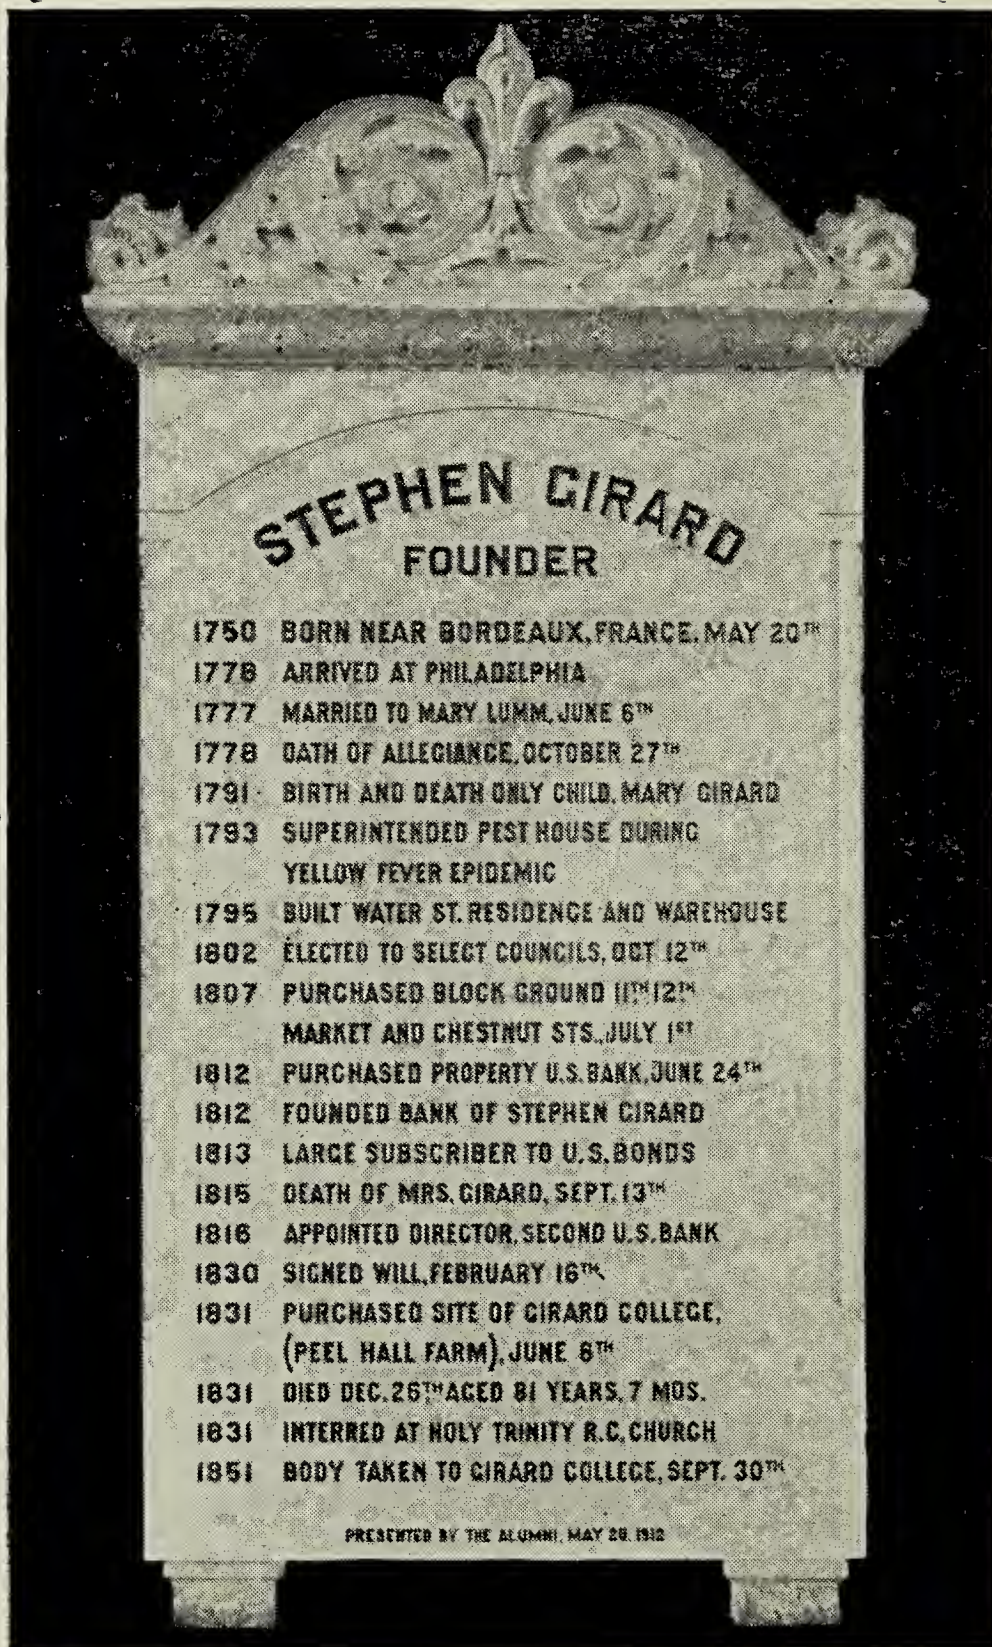 STEPHEN GIRARD
FOUNDER
1750 BORN NEAR BORDEAUX, FRANCE, MAY 20TH
1776 ARRIVED AT PHILADELPHIA
1777 MARRIED TO MARY LUMM, JUNE 6TH
1778 OATH OF ALLEGIANCE, OCTOBER 27TH
1791 BIRTH AND DEATH ONLY CHILD, MARY GIRARD
1793 SUPERINTENDED PEST HOUSE DURING
YELLOW FEVER EPIDEMIC
1795 BUILT WATER ST. RESIDENCE AND WAREHOUSE
1802 ELECTED TO SELECT COUNCILS, OCT 12TH
1807 PURCHASED BLOCK GROUND 11TH 12TH
MARKET AND CHESTNUT STS., JULY 1ST
1812 PURCHASED PROPERTY U.S. BANK, JUNE 24TH
1812 FOUNDED BANK OF STEPHEN GIRARD
1813 LARGE SUBSCRIBER TO U.S. BONDS
1815 DEATH OF MRS. GIRARD, SEPT. 13TH
1816 APPOINTED DIRECTOR, SECOND U.S. BANK
1830 SIGNED WILL, FEBRUARY 16TH
1831 PURCHASED SITE OF GIRARD COLLEGE,
(PEEL HALL FARM), JUNE 6TH
1831 DIED DEC. 26TH AGED 81 YEARS, 7 MOS.
1831 INTERRED AT HOLY TRINITY R.C. CHURCH
1851 BODY TAKEN TO GIRARD COLLEGE, SEPT. 30TH
PRESENTED BY THE ALUMNI, MAY 20, 1912